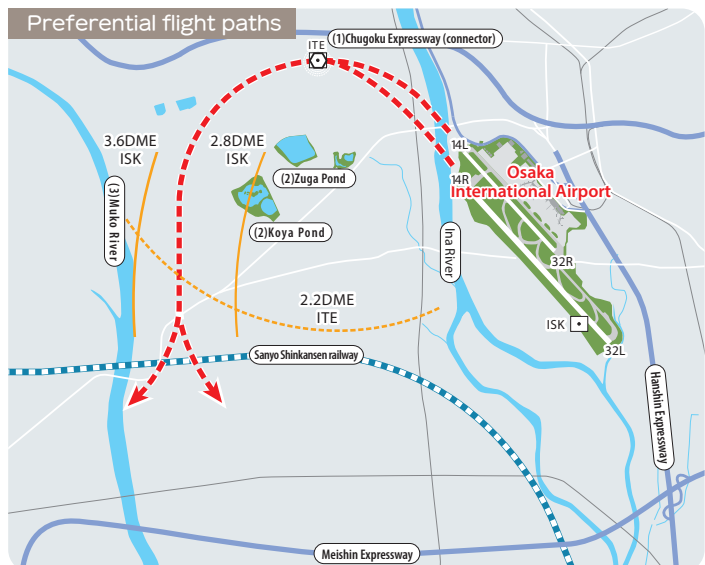 Preferential flight paths
(1)Chugoku Expressway (connector)
ITE
3.6DME
ISK
2.8DME
ISK
14L
Osaka
International Airport
14R
(2)Zuga Pond
(3)Muko River
(2)Koya Pond
Ina River
32R
2.2DME
ITE
ISK
32L
Sanyo Shinkansen railway
Hanshin Expressway
Meishin Expressway